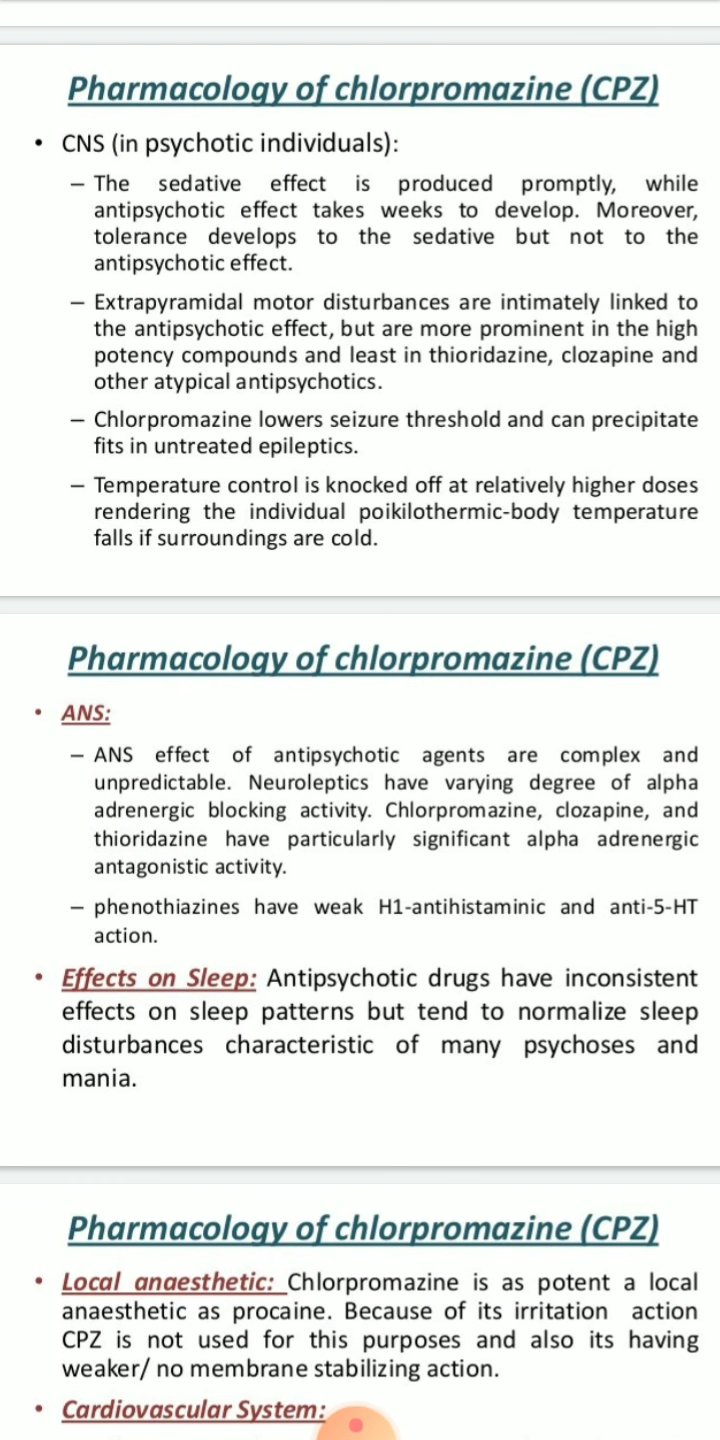 Pharmacology of chlorpromazine (CPZ)
• CNS (in psychotic individuals):
– The sedative effect is produced promptly, while
antipsychotic effect takes weeks to develop. Moreover,
tolerance develops to the sedative but not to the
antipsychotic effect.
– Extrapyramidal motor disturbances are intimately linked to
the antipsychotic effect, but are more prominent in the high
potency compounds and least in thioridazine, clozapine and
other atypical antipsychotics.
– Chlorpromazine lowers seizure threshold and can precipitate
fits in untreated epileptics.
– Temperature control is knocked off at relatively higher doses
rendering the individual poikilothermic-body temperature
falls if surroundings are cold.
Pharmacology of chlorpromazine (CPZ)
• ANS:
– ANS effect of antipsychotic agents are complex and
unpredictable. Neuroleptics have varying degree of alpha
adrenergic blocking activity. Chlorpromazine, clozapine, and
thioridazine have particularly significant alpha adrenergic
antagonistic activity.
– phenothiazines have weak H1-antihistaminic and anti-5-HT
action.
• Effects on Sleep: Antipsychotic drugs have inconsistent
effects on sleep patterns but tend to normalize sleep
disturbances characteristic of many psychoses and
mania.
Pharmacology of chlorpromazine (CPZ)
• Local anaesthetic: Chlorpromazine is as potent a local
anaesthetic as procaine. Because of its irritation action
CPZ is not used for this purposes and also its having
weaker/ no membrane stabilizing action.
• Cardiovascular System: